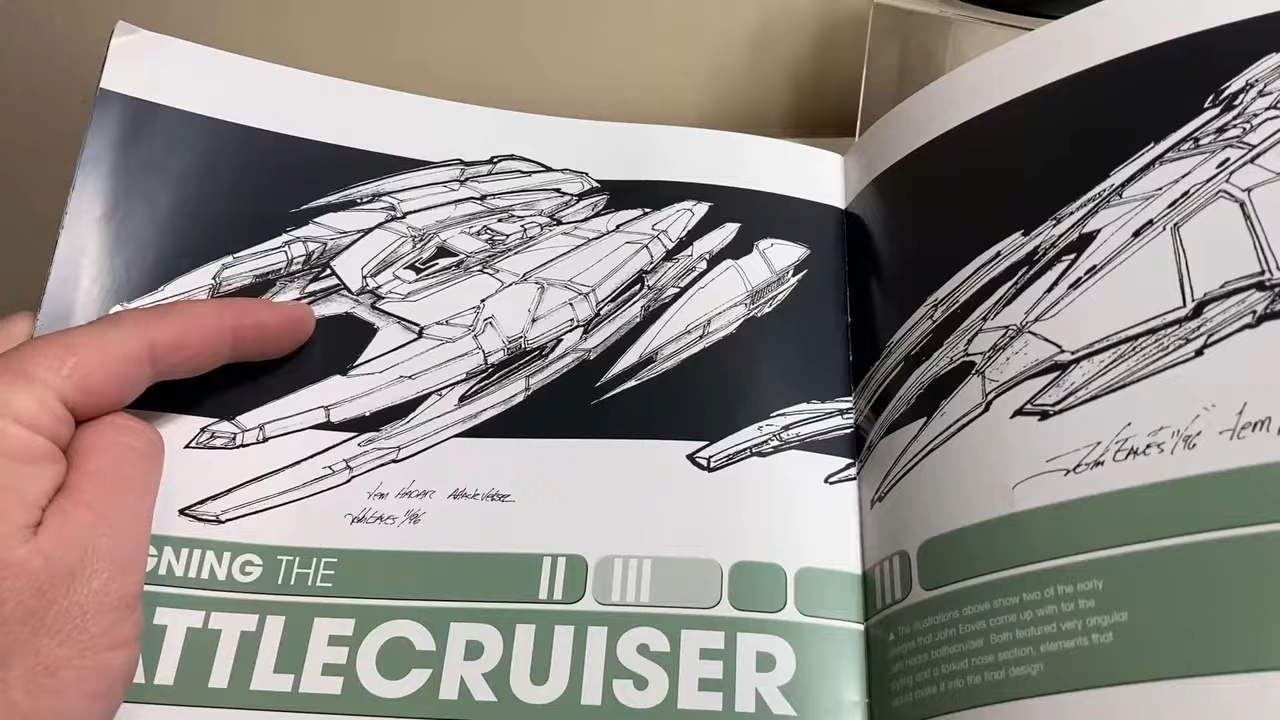 Jem Hadar Attack Vessel
John Eaves 11/96
John Eaves 11/96 Jem
GNING THE
ATTLECRUISER
▲ The illustrations above show two of the early
designs that John Eaves came up with for the
Jem'Hadar battlecruiser. Both featured very angular
styling and a forked nose section, elements that
would make it into the final design.